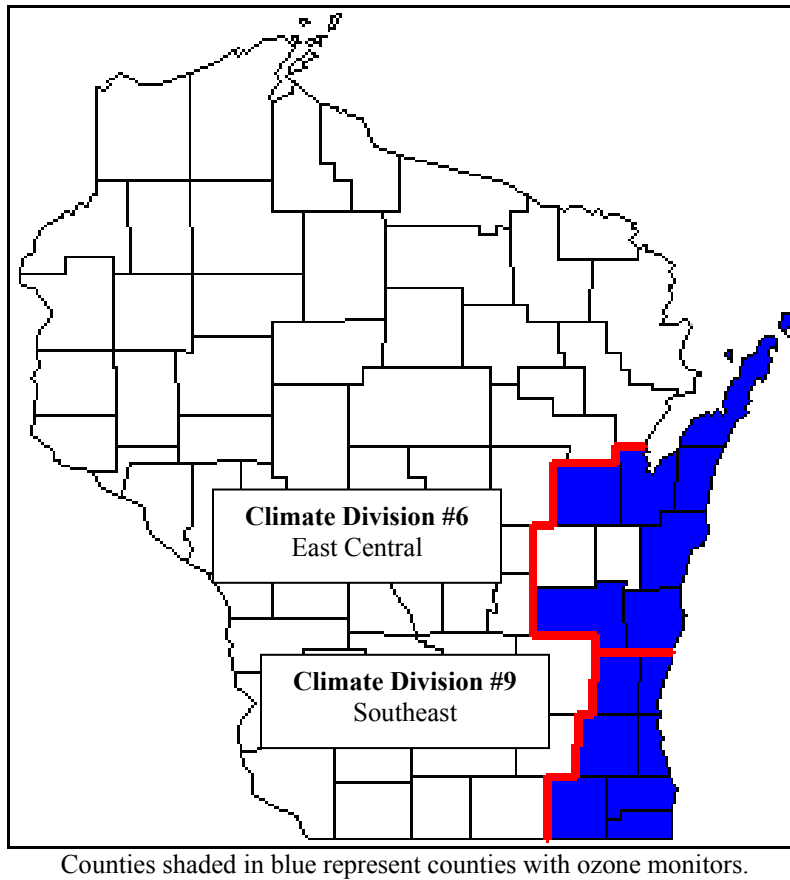 Climate Division #6
East Central
Climate Division #9
Southeast
Counties shaded in blue represent counties with ozone monitors.